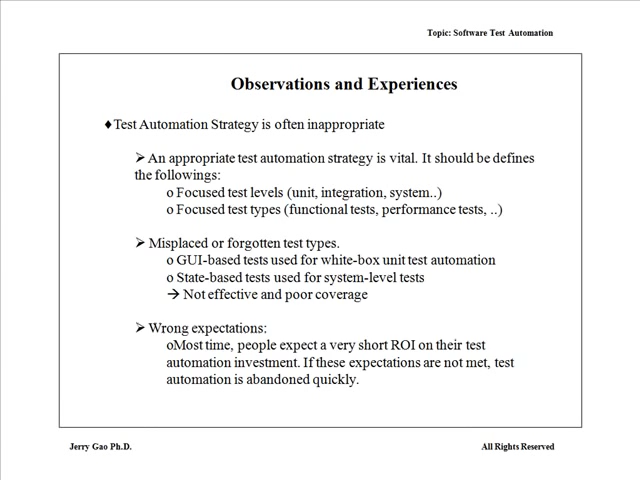 Topic: Software Test Automation
Observations and Experiences
♦Test Automation Strategy is often inappropriate
➢ An appropriate test automation strategy is vital. It should be defines
the followings:
o Focused test levels (unit, integration, system..)
o Focused test types (functional tests, performance tests, ..)
➢ Misplaced or forgotten test types.
o GUI-based tests used for white-box unit test automation
o State-based tests used for system-level tests
→ Not effective and poor coverage
➢ Wrong expectations:
oMost time, people expect a very short ROI on their test
automation investment. If these expectations are not met, test
automation is abandoned quickly.
Jerry Gao Ph.D.
All Rights Reserved